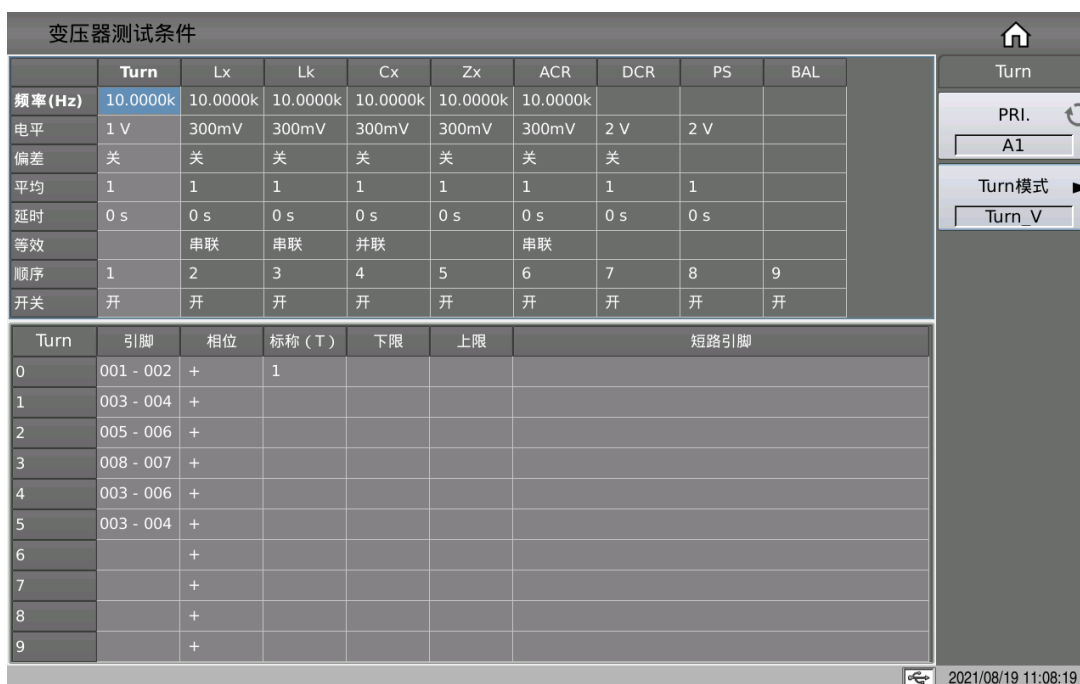 变压器测试条件
Turn Lx Lk Cx Zx ACR DCR PS BAL
频率(Hz) 10.0000k 10.0000k 10.0000k 10.0000k 10.0000k 10.0000k
电平 1 V 300mV 300mV 300mV 300mV 300mV 2 V 2 V
偏差 关 关 关 关 关 关 关
平均 1 1 1 1 1 1 1 1
延时 0 s 0 s 0 s 0 s 0 s 0 s 0 s 0 s
等效 串联 串联 并联 串联
顺序 1 2 3 4 5 6 7 8 9
开关 开 开 开 开 开 开 开 开 开
Turn 引脚 相位 标称 (T) 下限 上限 短路引脚
0 001 - 002 + 1
1 003 - 004 +
2 005 - 006 +
3 008 - 007 +
4 003 - 006 +
5 003 - 004 +
6 +
7 +
8 +
9 +
Turn
PRI.
A1
Turn模式
Turn_V
2021/08/19 11:08:19